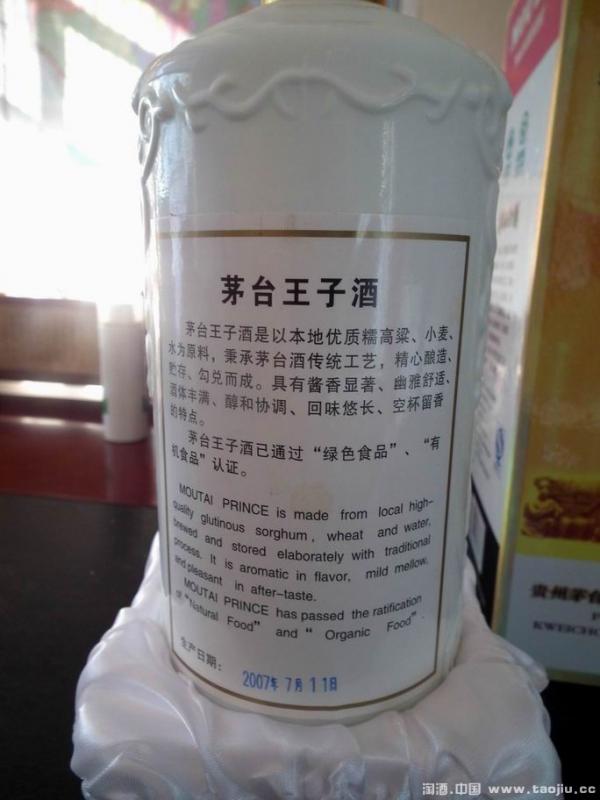 茅台王子酒
茅台王子酒是以本地优质糯高粱、小麦、
水为原料，秉承茅台酒传统工艺，精心酿造、
贮存、勾兑而成。具有酱香显著、幽雅舒适、
酒体丰满、醇和协调、回味悠长、空杯留香
的特点。
茅台王子酒已通过“绿色食品”、“有
机食品”认证。
MOUTAI PRINCE is made from local high-
quality glutinous sorghum, wheat and water,
brewed and stored elaborately with traditional
process. It is aromatic in flavor, mild mellow,
and pleasant in after-taste.
MOUTAI PRINCE has passed the ratification
of “Natural Food” and “ Organic Food”.
生产日期：
2007年 7月11日
贵州茅台
KWEICHO
淘酒.中国 www.taojiu.cc